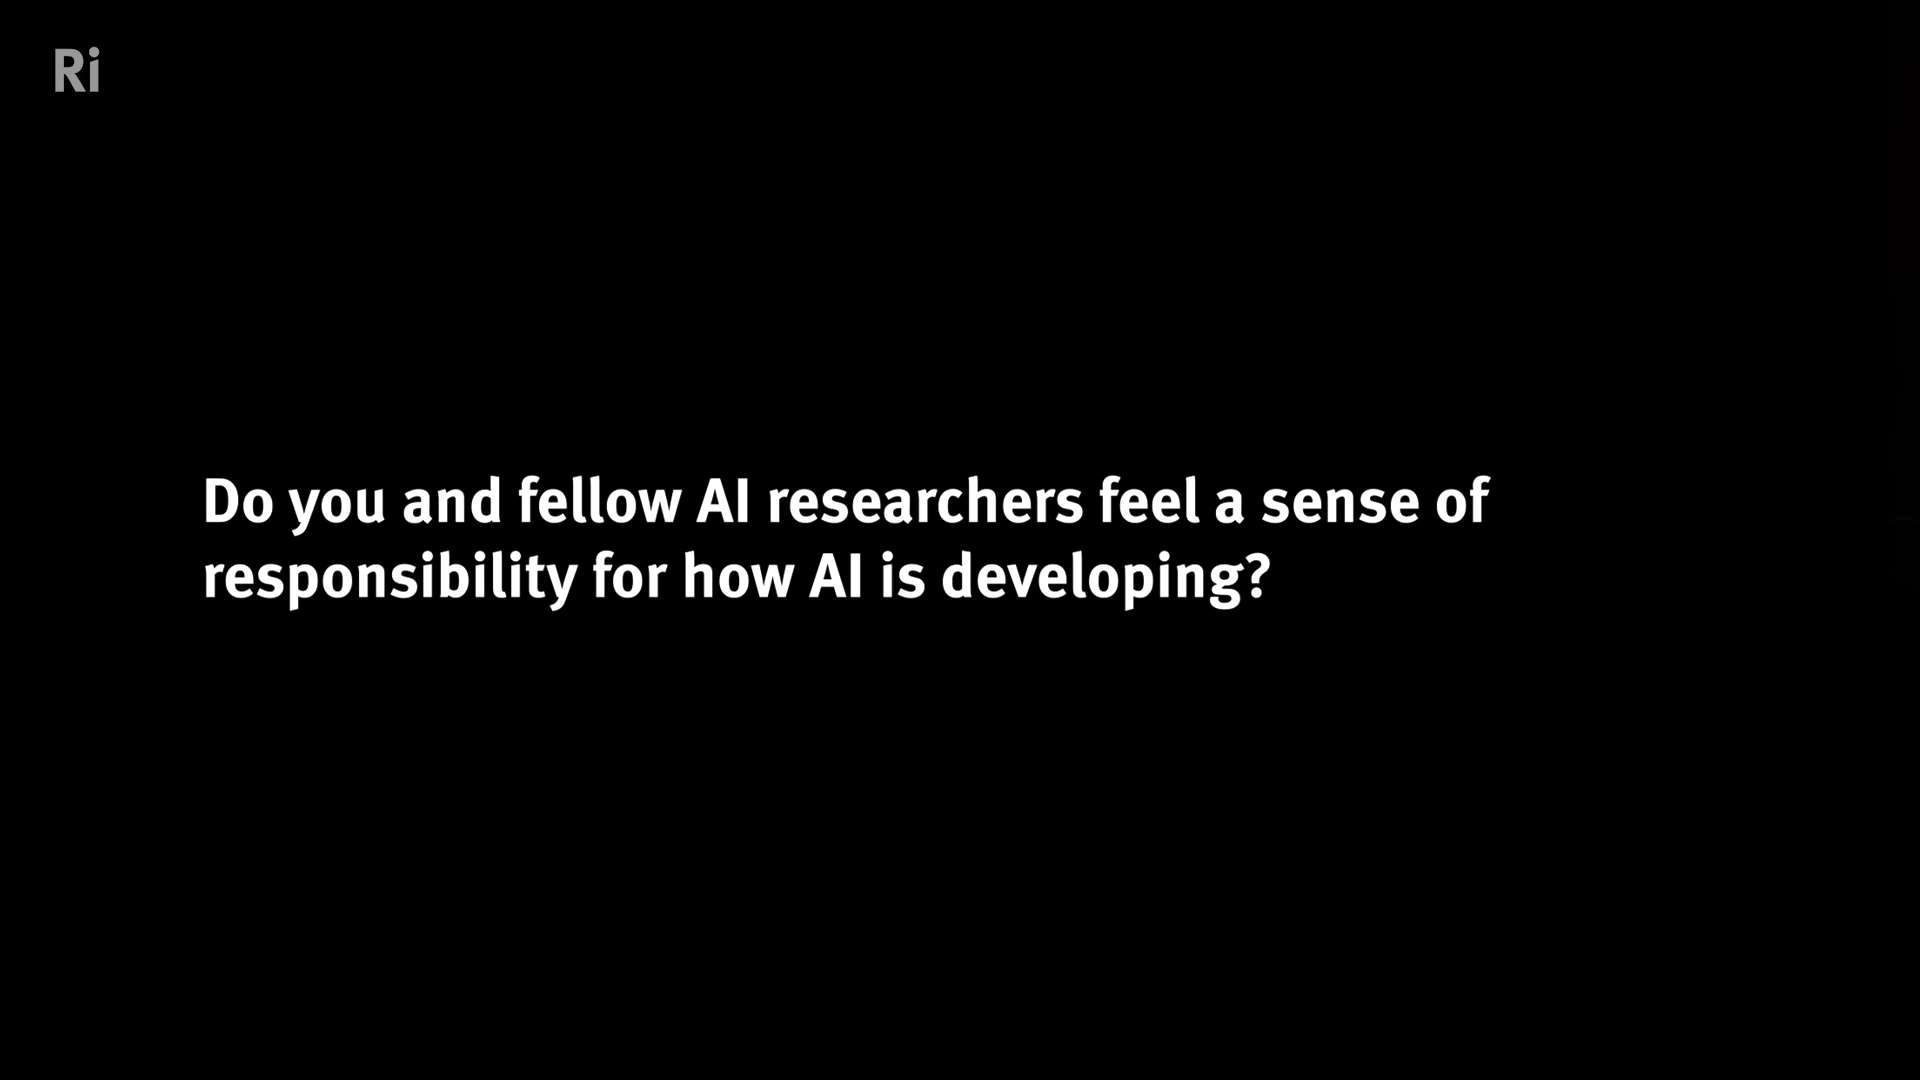 Ri
Do you and fellow AI researchers feel a sense of
responsibility for how AI is developing?